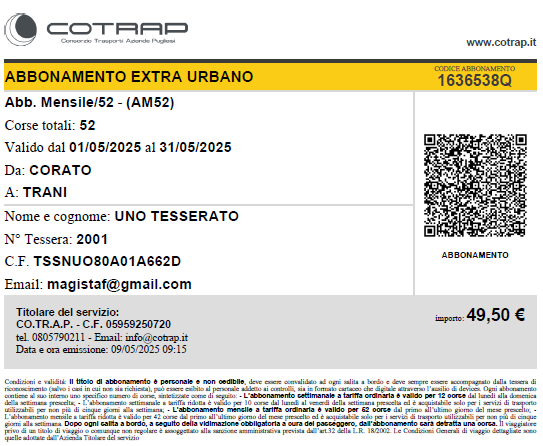 COTRAP
Consorzio Trasporti Aziende Pugliesi
www.cotrap.it
ABBONAMENTO EXTRA URBANO
CODICE ABBONAMENTO
1636538Q
Abb. Mensile/52 - (AM52)
Corse totali: 52
Valido dal 01/05/2025 al 31/05/2025
Da: CORATO
A: TRANI
Nome e cognome: UNO TESSERATO
N° Tessera: 2001
C.F. TSSNUO80A01A662D
Email: magistaf@gmail.com
ABBONAMENTO
Titolare del servizio:
CO.T.R.A.P. - C.F. 05959250720
tel. 0805790211 - Email: info@cotrap.it
Data e ora emissione: 09/05/2025 09:15
importo: 49,50 €
Condizioni e validità: Il titolo di abbonamento è personale e non cedibile, deve essere convalidato ad ogni salita a bordo e deve sempre essere accompagnato dalla tessera di
riconoscimento (salvo i casi in cui non sia richiesta), può essere esibito al personale addetto ai controlli, sia in formato cartaceo che digitale attraverso l'ausilio di devices. Ogni abbonamento
contiene al suo interno uno specifico numero di corse, sintetizzate come di seguito: - L'abbonamento settimanale a tariffa ordinaria è valido per 12 corse dal lunedì alla domenica
della settimana prescelta; - L'abbonamento settimanale a tariffa ridotta è valido per 10 corse dal lunedì al venerdì della settimana prescelta ed è acquistabile solo per i servizi di trasporto
utilizzabili per non più di cinque giorni alla settimana; - L'abbonamento mensile a tariffa ordinaria è valido per 62 corse dal primo all'ultimo giorno del mese prescelto; -
L'abbonamento mensile a tariffa ridotta è valido per 42 corse dal primo all'ultimo giorno del mese prescelto ed è acquistabile solo per i servizi di trasporto utilizzabili per non più di cinque
giorni alla settimana. Dopo ogni salita a bordo, a seguito della vidimazione obbligatoria a cura del passeggero, dall'abbonamento sarà detratta una corsa. Il viaggiatore
privo di un titolo di viaggio o comunque non regolare è assoggettato alla sanzione amministrativa prevista dall'art.32 della L.R. 18/2002. Le Condizioni Generali di viaggio dettagliate sono
quelle adottate dall'Azienda Titolare del servizio